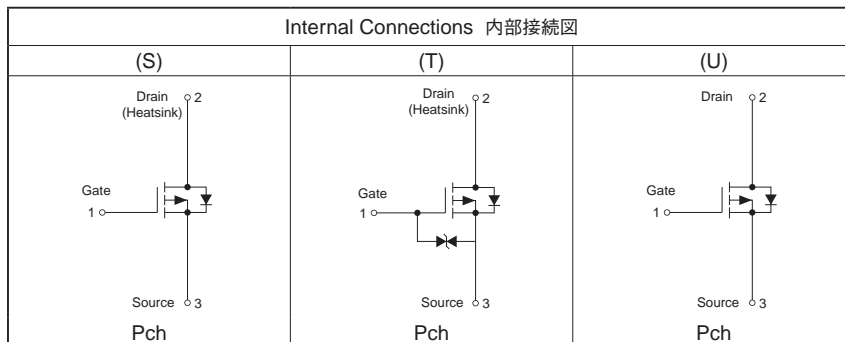 Internal Connections 内部接続図
(S)
(T)
(U)
Drain
(Heatsink)
2
Gate
1
Source
3
Pch
Drain
(Heatsink)
2
Gate
1
Source
3
Pch
Drain
2
Gate
1
Source
3
Pch